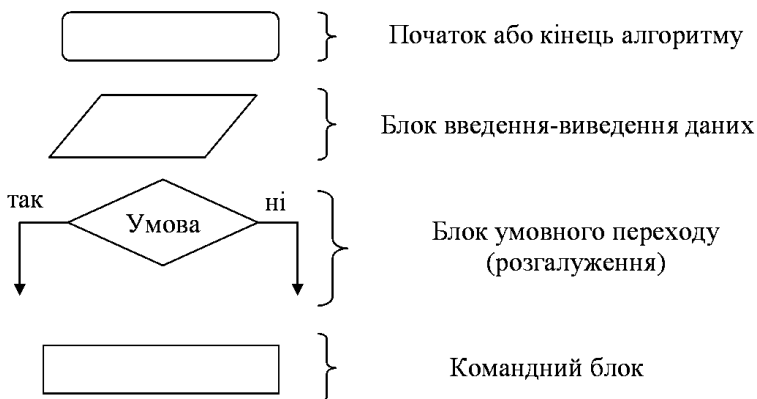 Початок або кінець алгоритму
Блок введення-виведення даних
так
ні
Умова
Блок умовного переходу
(розгалуження)
Командний блок